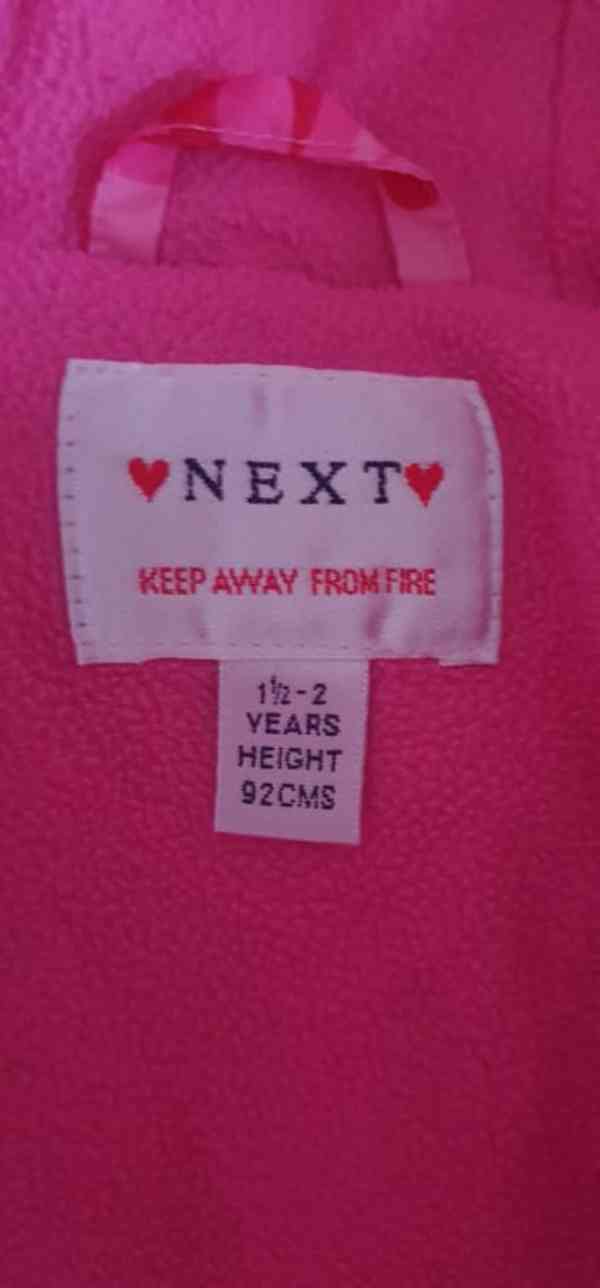 ♥NEXT♥
KEEP AWAY FROM FIRE
1½-2
YEARS
HEIGHT
92CMS